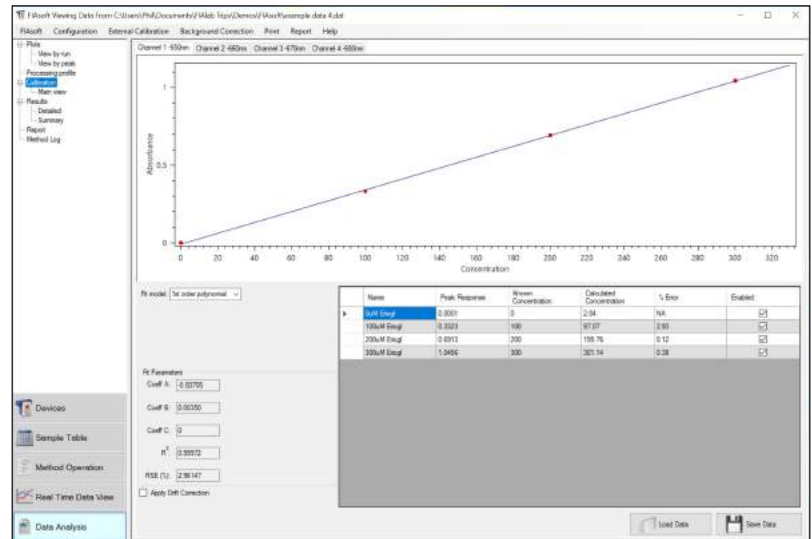 FIAsoft Viewing Data from C:\Users\Phil\Documents\FIAlab Trips\Demos\FIAsoft\example data 4.dat
FIAsoft Configuration External Calibration Background Correction Print Report Help
Plots
View by run
View by peak
Processing profile
Calibration
Main view
Results
Detailed
Summary
Report
Method Log
Channel 1-650nm Channel 2-660nm Channel 3-670nm Channel 4-680nm
Absorbance
1
0.5
0
0 20 40 60 80 100 120 140 160 180 200 220 240 260 280 300 320
Concentration
Fit model: 1st order polynomial
Name Peak Response Known Concentration Calculated Concentration % Error Enabled
0uM 0.0001 0 2.04 NA
100uM 0.3323 100 97.07 2.93
200uM 0.6913 200 199.76 0.12
300uM 1.0456 300 301.14 0.38
Fit Parameters
Coeff A:
Coeff B: 0.00350
Coeff C: 0
R²: 0.99972
RSE (%): 2.96147
Apply Drift Correction
Devices
Sample Table
Method Operation
Real Time Data View
Data Analysis
Load Data
Save Data